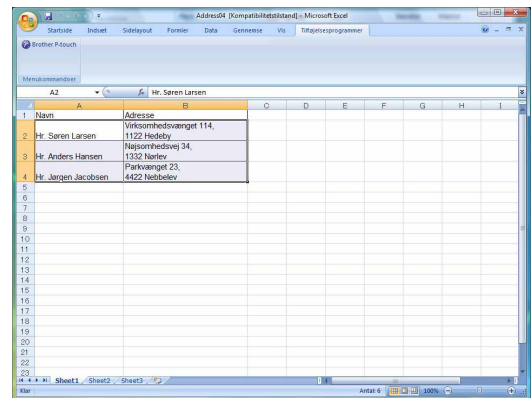 Address04 [Kompatibilitetstilstand] - Microsoft Excel
Startside Indsæt Sidelayout Formler Data Gennemse Vis Tilføjelsesprogrammer
Brother P-touch
Menukommandoer
A2 fx Hr. Søren Larsen
A B C D E F G H I
1 Navn Adresse
Virksomhedsvænget 114,
2 Hr. Søren Larsen 1122 Hedeby
Nøjsomhedsvej 34,
3 Hr. Anders Hansen 1332 Nørlev
Parkvænget 23,
4 Hr. Jørgen Jacobsen 4422 Nebbelev
5
6
7
8
9
10
11
12
13
14
15
16
17
18
19
20
21
22
23
Sheet1 Sheet2 Sheet3
Klar Antal: 6 100%